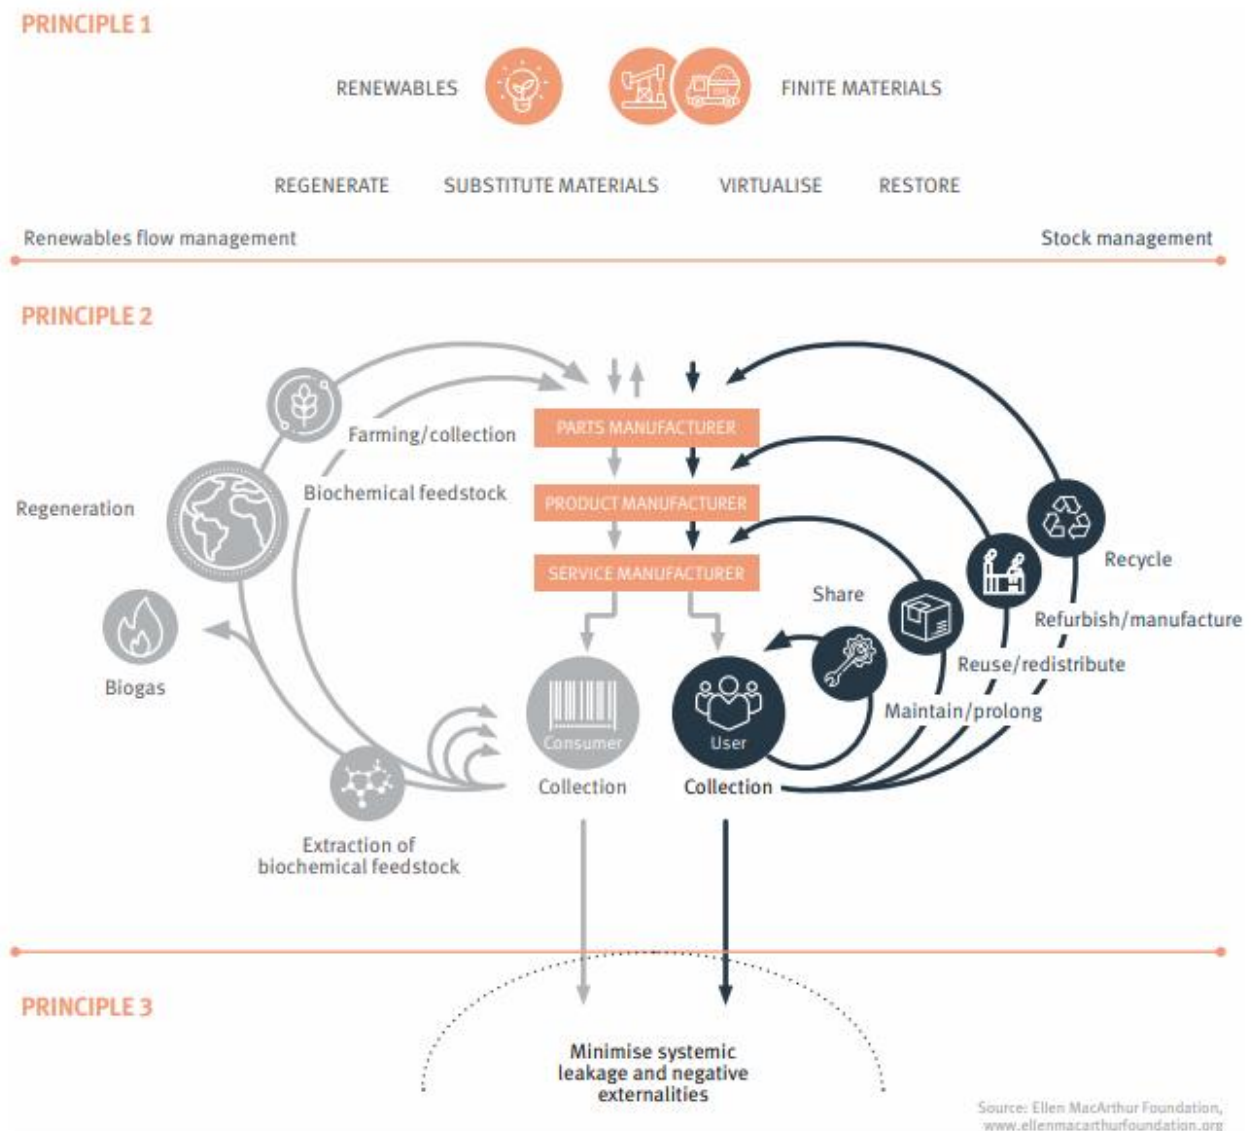 PRINCIPLE 1
RENEWABLES
FINITE MATERIALS
REGENERATE
SUBSTITUTE MATERIALS
VIRTUALISE
RESTORE
Renewables flow management
Stock management
PRINCIPLE 2
PARTS MANUFACTURER
Farming/collection
Biochemical feedstock
Regeneration
PRODUCT MANUFACTURER
SERVICE MANUFACTURER
Recycle
Share
Refurbish/manufacture
Reuse/redistribute
Biogas
Maintain/prolong
Consumer
User
Collection
Collection
Extraction of
biochemical feedstock
PRINCIPLE 3
Minimise systemic
leakage and negative
externalities
Source: Ellen MacArthur Foundation,
www.ellenmacarthurfoundation.org